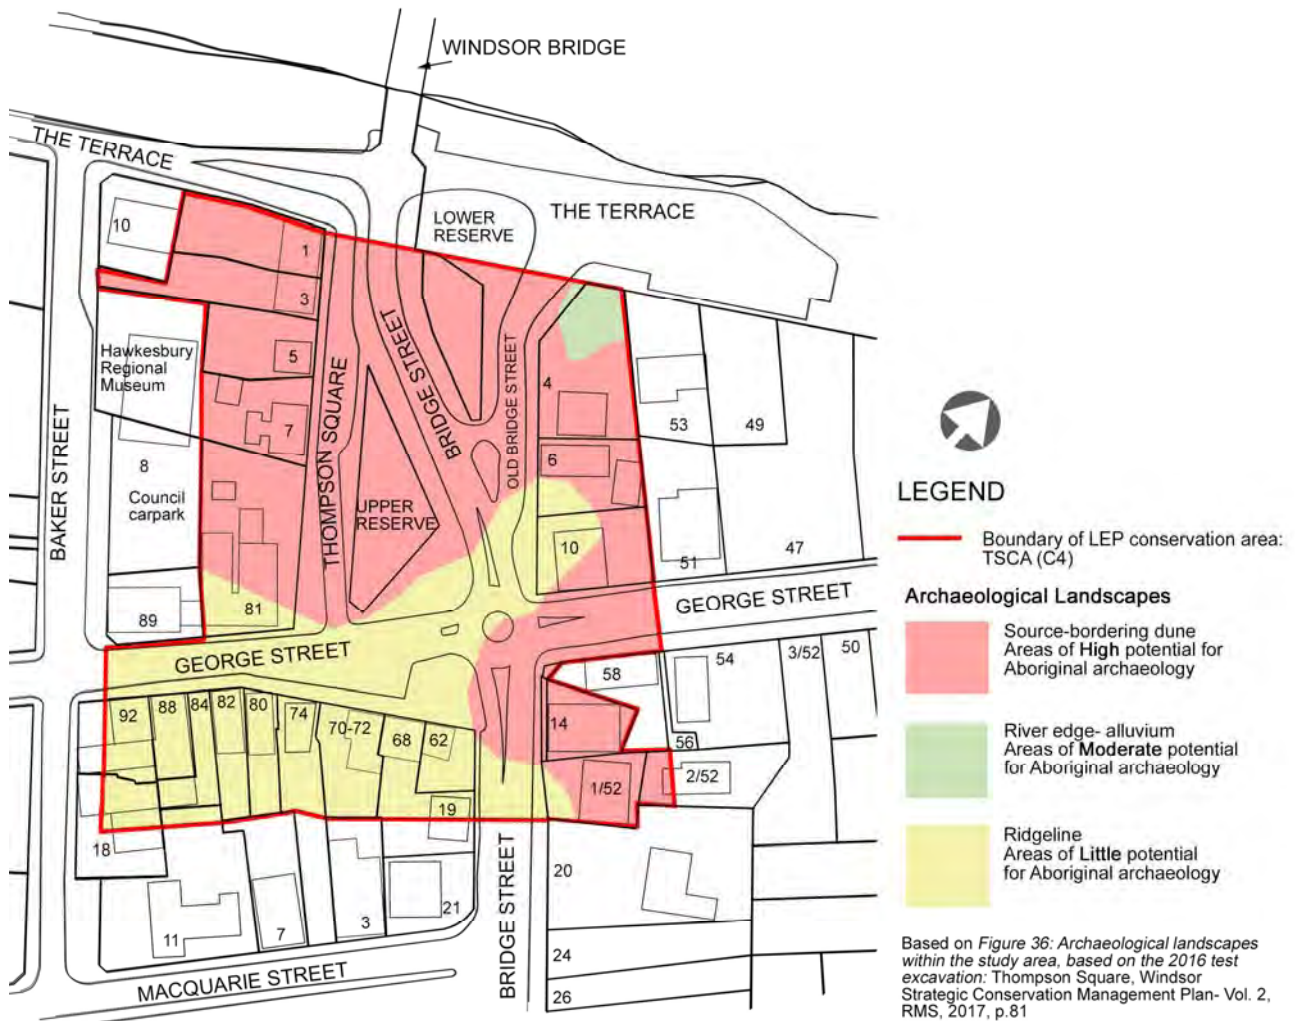 WINDSOR BRIDGE
THE TERRACE
10
1
3
LOWER
RESERVE
THE TERRACE
Hawkesbury
Regional
Museum
5
7
THOMPSON SQUARE
BRIDGE STREET
OLD BRIDGE STREET
4
53
49
6
UPPER
RESERVE
BAKER STREET
8
Council
carpark
10
51
47
81
89
GEORGE STREET
GEORGE STREET
58
54
3/52
50
92
88
84
82
80
74
70-72
68
62
14
56
1/52
2/52
19
18
11
7
3
21
20
24
26
BRIDGE STREET
MACQUARIE STREET
LEGEND
Boundary of LEP conservation area:
TSCA (C4)
Archaeological Landscapes
Source-bordering dune
Areas of High potential for
Aboriginal archaeology
River edge- alluvium
Areas of Moderate potential
for Aboriginal archaeology
Ridgeline
Areas of Little potential
for Aboriginal archaeology
Based on Figure 36: Archaeological landscapes
within the study area, based on the 2016 test
excavation: Thompson Square, Windsor
Strategic Conservation Management Plan- Vol. 2,
RMS, 2017, p.81